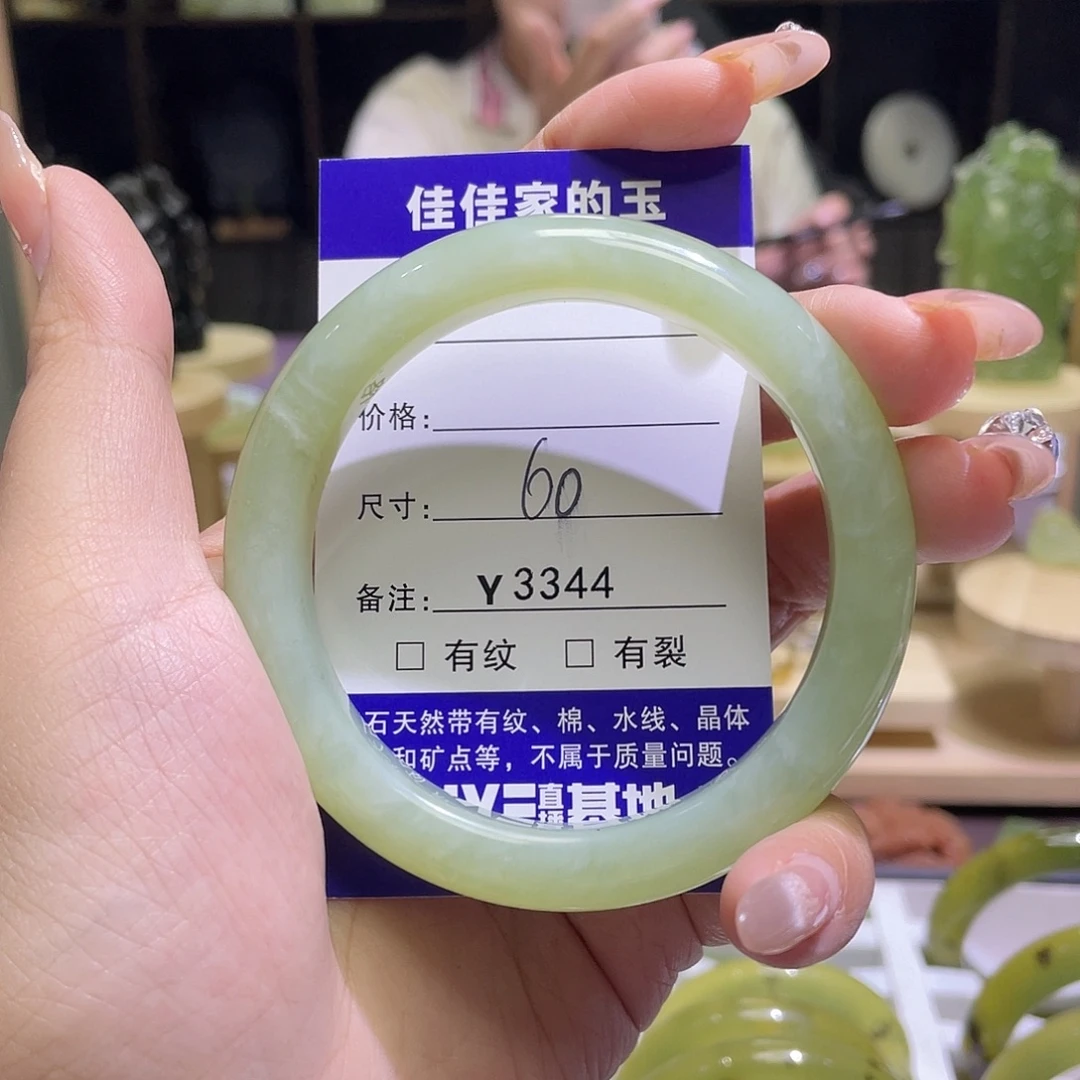 佳佳家的玉
价格:
尺寸: 60
备注: Y3344
□ 有纹 □ 有裂
石天然带有纹、棉、水线、晶体
和矿点等，不属于质量问题。
直播基地